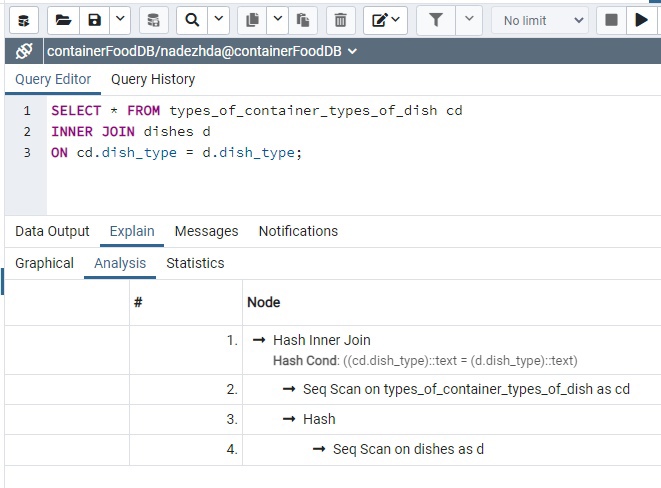 No limit
containerFoodDB/nadezhda@containerFoodDB
Query Editor Query History
1 SELECT * FROM types_of_container_types_of_dish cd
2 INNER JOIN dishes d
3 ON cd.dish_type = d.dish_type;
Data Output Explain Messages Notifications
Graphical Analysis Statistics
# Node
1. → Hash Inner Join
Hash Cond: ((cd.dish_type)::text = (d.dish_type)::text)
2. → Seq Scan on types_of_container_types_of_dish as cd
3. → Hash
4. → Seq Scan on dishes as d